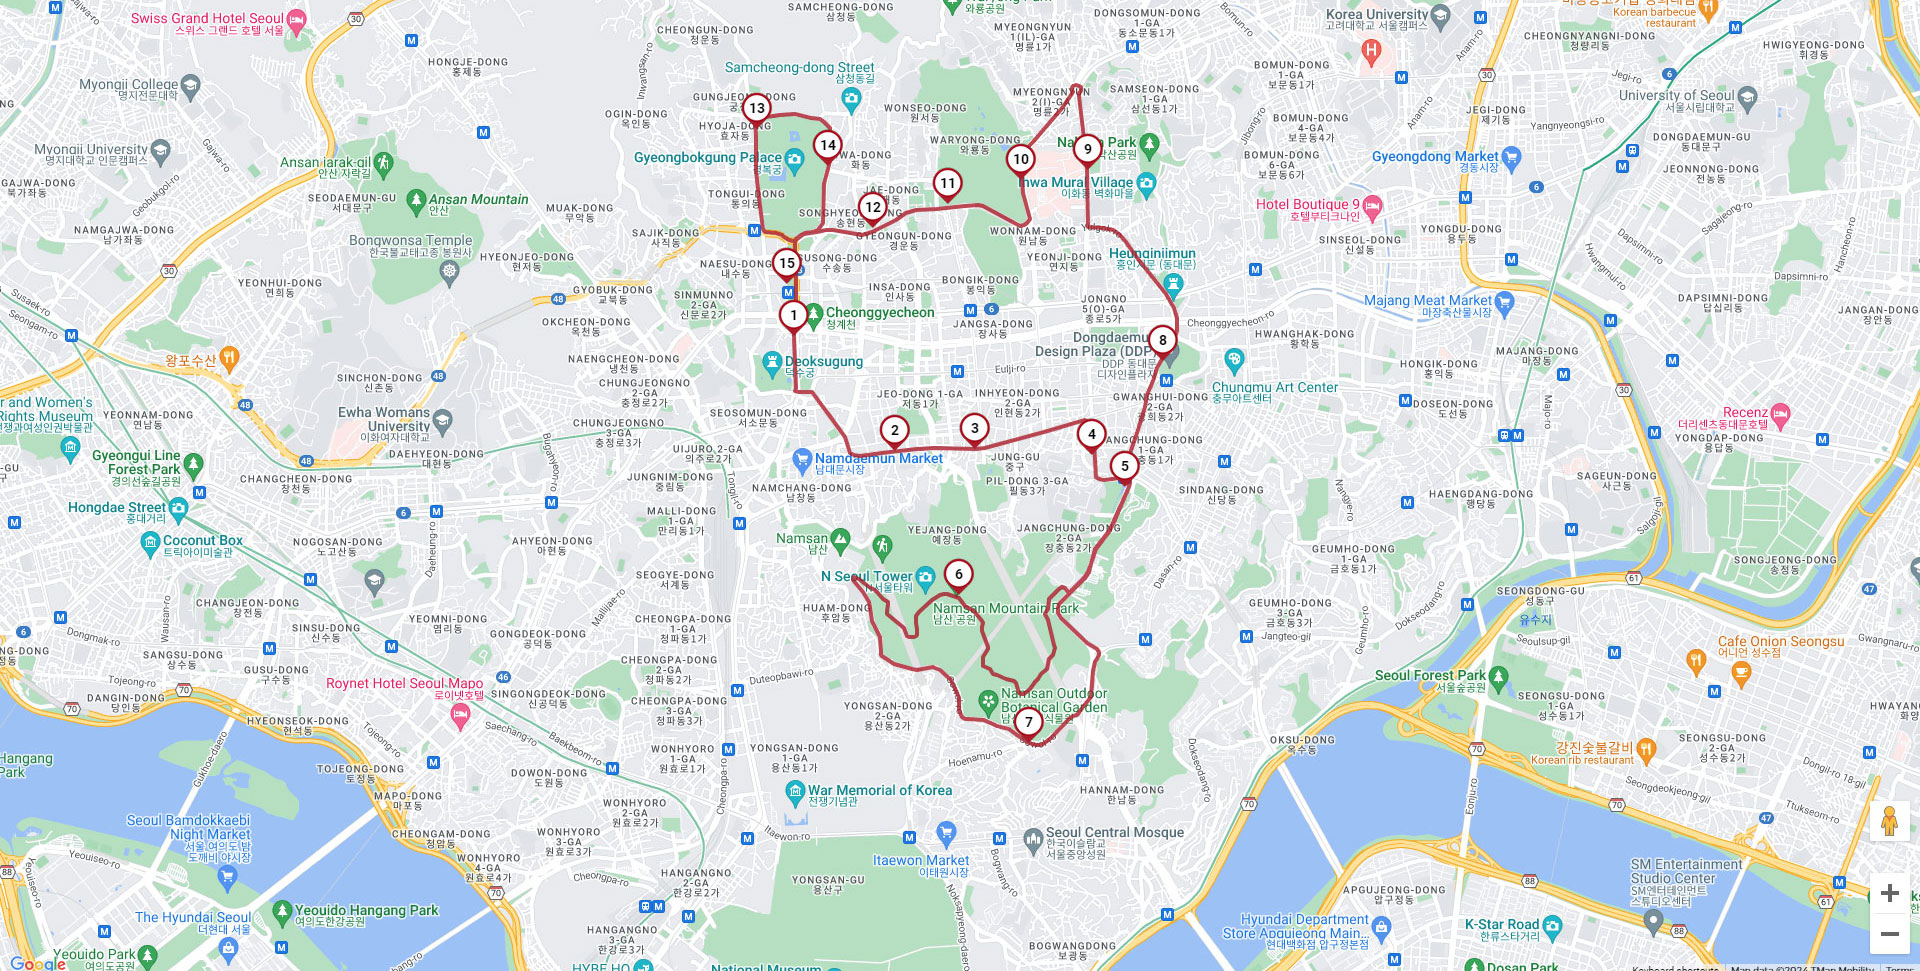 Swiss Grand Hotel Seoul
스위스 그랜드 호텔 서울
SAMCHEONG-DONG
삼청동
와룡공원
MYEONGNYUN
1(IL)-GA
명륜1가
DONGSOMUN-DONG
1-GA
동소문동1가
Korea University
고려대학교 서울캠퍼스
Korean barbecue
restaurant
CHEONGNYANGNI-DONG
청량리동
HWIGYEONG-DONG
휘경동
CHEONGUN-DONG
청운동
HONGJE-DONG
홍제동
Samcheong-dong Street
삼청동길
BOMUN-DONG
1-GA
보문동1가
Myongji College
명지전문대학
GUNGJEONG-DONG
MYEONGNYUN
2(I)-GA
명륜2가
SAMSEON-DONG
1-GA
삼선동1가
JEGI-DONG
제기동
University of Seoul
서울시립대학교
OGIN-DONG
옥인동
HYOJA-DONG
효자동
WONSEO-DONG
원서동
BOMUN-DONG
4-GA
보문동4가
Yangnyeongsi-ro
DONGDAEMUN-GU
동대문구
Myongji University
명지대학교 인문캠퍼스
Ansan jarak-gil
안산 자락길
Gyeongbokgung Palace
경복궁
WARYONG-DONG
와룡동
BOMUN-DONG
6-GA
보문동6가
Gyeongdong Market
경동시장
JEONNONG-DONG
전농동
GAJWA-DONG
북가좌동
SEODAEMUN-GU
서대문구
Ansan Mountain
안산
TONGUI-DONG
통의동
Ihwa Mural Village
이화동 벽화마을
Hotel Boutique 9
호텔부티크나인
NAMGAJWA-DONG
남가좌동
MUAK-DONG
무악동
SAJIK-DONG
사직동
송현동
GYEONGUN-DONG
경운동
WONNAM-DONG
원남동
SINSEOL-DONG
신설동
YONGDU-DONG
용두동
Bongwonsa Temple
한국불교태고종 봉원사
HYEONJEO-DONG
현저동
NAESU-DONG
내수동
SUSONG-DONG
수송동
YEONJI-DONG
연지동
Heunginjimun
흥인지문 (동대문)
YEONHUI-DONG
연희동
GYOBUK-DONG
교북동
SINMUNNO
2-GA
신문로2가
INSA-DONG
인사동
BONGIK-DONG
봉익동
JONGNO
5(O)-GA
종로5가
Majang Meat Market
마장축산물시장
DAPSIMNI-DONG
답십리동
JANGAN-DONG
장안동
OKCHEON-DONG
옥천동
Cheonggyecheon
청계천
JANGSA-DONG
장사동
Cheonggyecheon-ro
HWANGHAK-DONG
황학동
Dongdaemun
Design Plaza (DDP)
DDP 동대문
디자인플라자
MAJANG-DONG
마장동
왕포수산
NAENGCHEON-DONG
냉천동
Deoksugung
덕수궁
Eulji-ro
HONGIK-DONG
홍익동
SINCHON-DONG
신촌동
CHUNGJEONGNO
2-GA
충정로2가
JEO-DONG 1-GA
저동1가
INHYEON-DONG
2-GA
인현동2가
Chungmu Art Center
충무아트센터
YEONNAM-DONG
연남동
Ewha Womans
University
이화여자대학교
SEOSOMUN-DONG
서소문동
DOSEON-DONG
도선동
Recenz
더리센츠동대문호텔
YONGDAP-DONG
용답동
CHUNGJEONGNO
3-GA
충정로3가
Gyeongui Line
Forest Park
경의선숲길공원
DAEHYEON-DONG
대현동
UIJURO 2-GA
의주로2가
Namdaemun Market
남대문시장
JUNG-GU
중구
SAGEUN-DONG
사근동
CHANGCHEON-DONG
창천동
JUNGNIM-DONG
중림동
NAMCHANG-DONG
남창동
PIL-DONG 3-GA
필동3가
SINDANG-DONG
신당동
HAENGDANG-DONG
행당동
Hongdae Street
홍대거리
MALLI-DONG
1-GA
만리동1가
YEJANG-DONG
예장동
JANGCHUNG-DONG
2-GA
장충동2가
Coconut Box
트릭아이미술관
NOGOSAN-DONG
노고산동
AHYEON-DONG
아현동
Namsan
남산
GEUMHO-DONG
1-GA
금호동1가
SONGJEONG-DONG
송정동
SEOGYE-DONG
서계동
N Seoul Tower
N서울타워
SEONGDONG-GU
성동구
유수지
CHANGJEON-DONG
창전동
HUAM-DONG
후암동
Namsan Mountain Park
남산 공원
GEUMHO-DONG
3-GA
금호동3가
SINSU-DONG
신수동
YEOMNI-DONG
염리동
GONGDEOK-DONG
공덕동
CHEONGPA-DONG
1-GA
청파동1가
Cafe Onion Seongsu
어니언 성수점
SANGSU-DONG
상수동
GUSU-DONG
구수동
CHEONGPA-DONG
2-GA
청파동2가
Seoul Forest Park
서울숲공원
Roynet Hotel Seoul Mapo
로이넷호텔
SINGONGDEOK-DONG
신공덕동
CHEONGPA-DONG
3-GA
청파동3가
Namsan Outdoor
Botanical Garden
DANGIN-DONG
당인동
HYEONSEOK-DONG
현석동
YONGSAN-DONG
2-GA
용산동2가
SEONGSU-DONG
1-GA
성수동1가
TOJEONG-DONG
토정동
WONHYORO
1-GA
원효로1가
YONGSAN-DONG
1-GA
용산동1가
Hoenamu-ro
OKSU-DONG
옥수동
강진숯불갈비
Korean rib restaurant
SEONGSU-DONG
2-GA
성수동2가
DOWON-DONG
도원동
War Memorial of Korea
전쟁기념관
HANNAM-DONG
한남동
MAPO-DONG
마포동
WONHYORO
2-GA
원효로2가
Seoul Bamdokkaebi
Night Market
서울 여의도 밤
도깨비 야시장
CHEONGAM-DONG
청암동
WONHYORO
3-GA
원효로3가
Itaewon-ro
Itaewon Market
이태원시장
Seoul Central Mosque
한국이슬람교
서울중앙성원
WONHYORO
4-GA
원효로4가
HANGANGNO
2-GA
한강로2가
YONGSAN-GU
용산구
APGUJEONG-DONG
압구정동
SM Entertainment
Studio Center
SM엔터테인먼트
스튜디오센터
The Hyundai Seoul
더현대 서울
Yeouido Hangang Park
여의도한강공원
HANGANGNO
3-GA
한강로3가
BOGWANG-DONG
보광동
Hyundai Department
Store Apgujeong Main...
현대백화점 압구정본점
K-Star Road
한류스타거리
Yeouido Park
여의도공원
National Museum
Dosan Park
Google
1
2
3
4
5
6
7
8
9
10
11
12
13
14
15